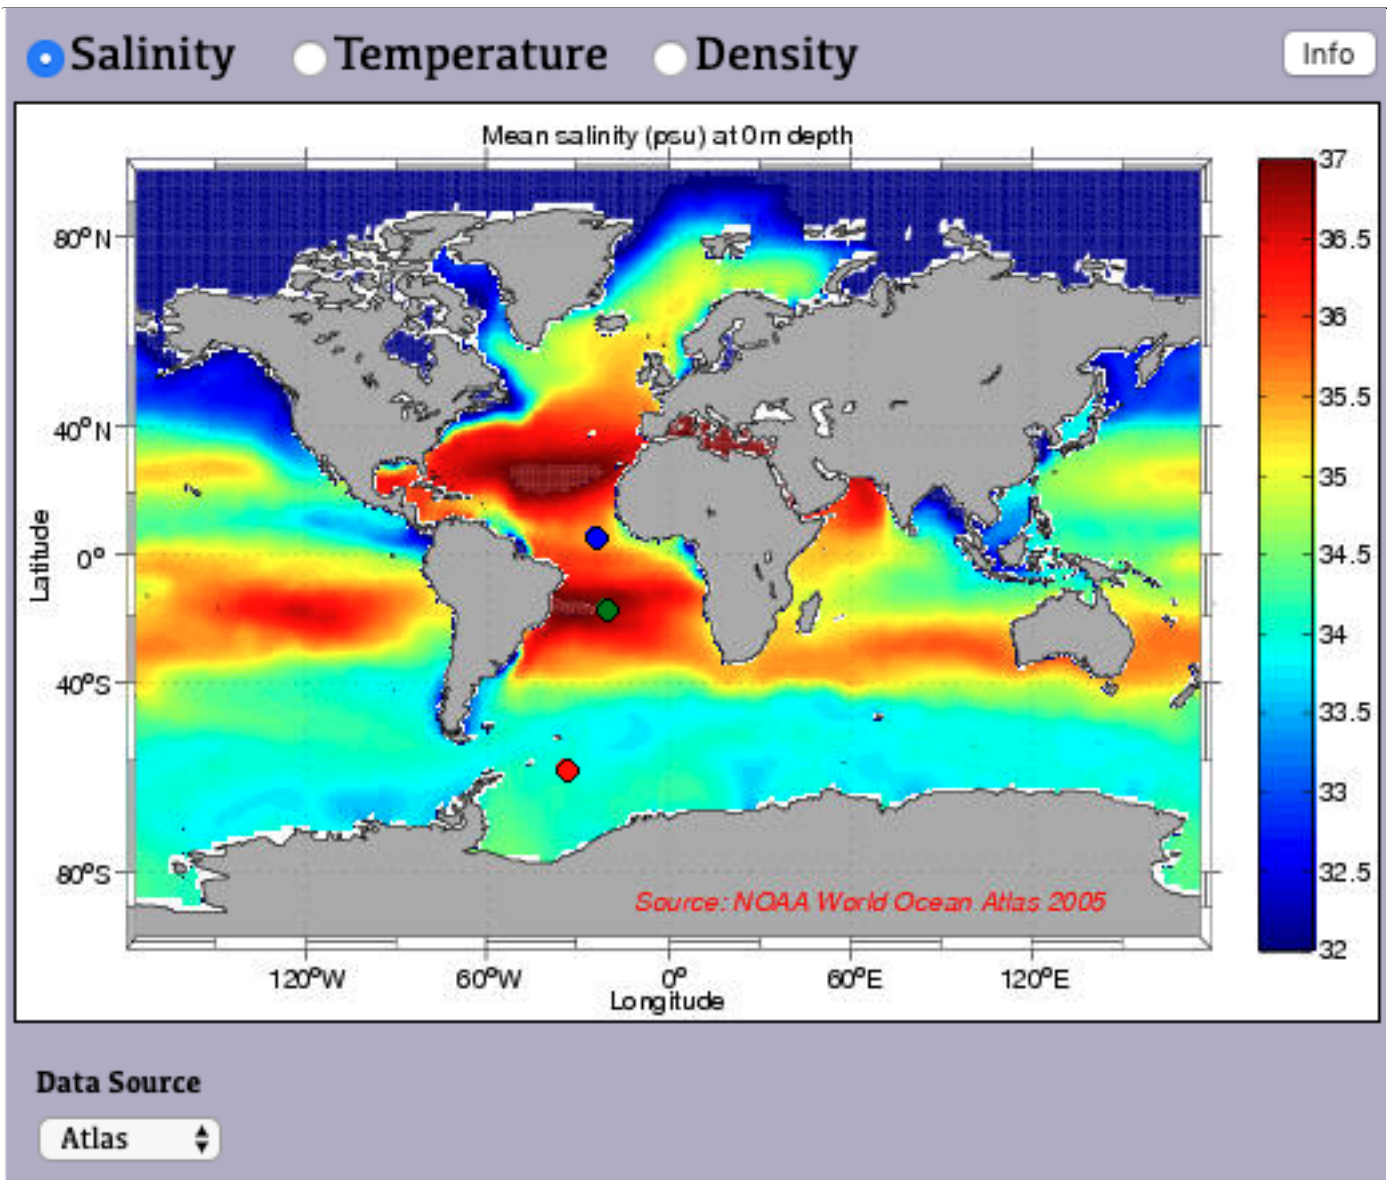 Salinity Temperature Density Info
Mean salinity (psu) at 0 m depth
37
80°N
36.5
36
40°N
35.5
35
Latitude
0°
34.5
34
40°S
33.5
33
80°S
32.5
Source: NOAA World Ocean Atlas 2005
32
120°W 60°W 0° 60°E 120°E
Longitude
Data Source
Atlas